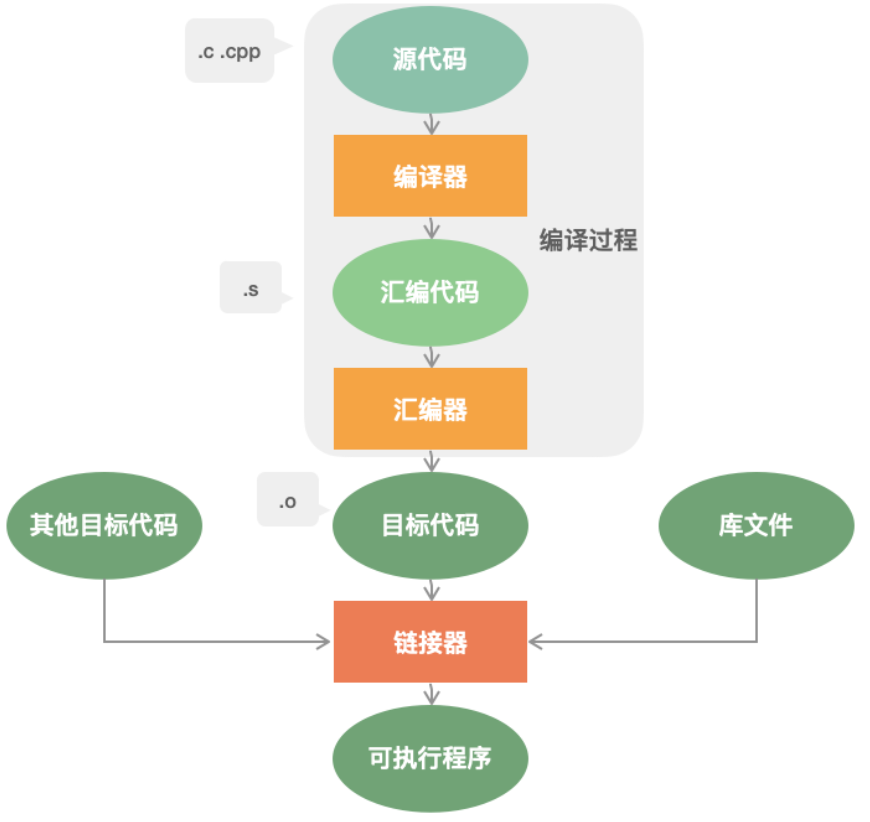 .c .cpp
源代码
编译器
编译过程
.s
汇编代码
汇编器
.o
其他目标代码
目标代码
库文件
链接器
可执行程序